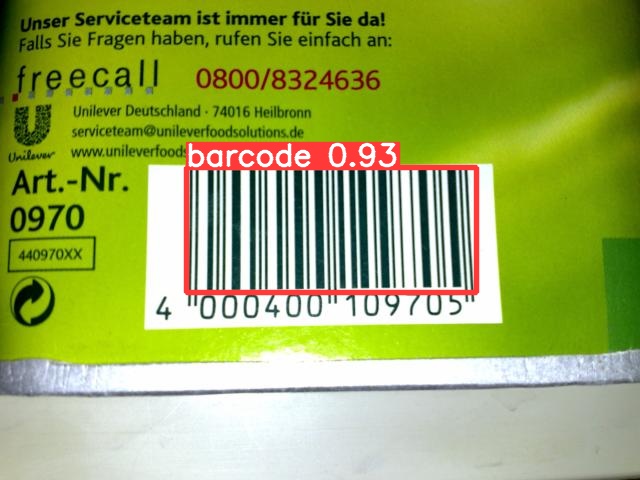 Unser Serviceteam ist immer für Sie da!
Falls Sie Fragen haben, rufen Sie einfach an:
freecall 0800/8324636
Unilever Deutschland · 74016 Heilbronn
serviceteam@unileverfoodsolutions.de
Unilever
www.unileverfoods
barcode 0.93
Art.-Nr.
0970
440970XX
4 "000400"109705"